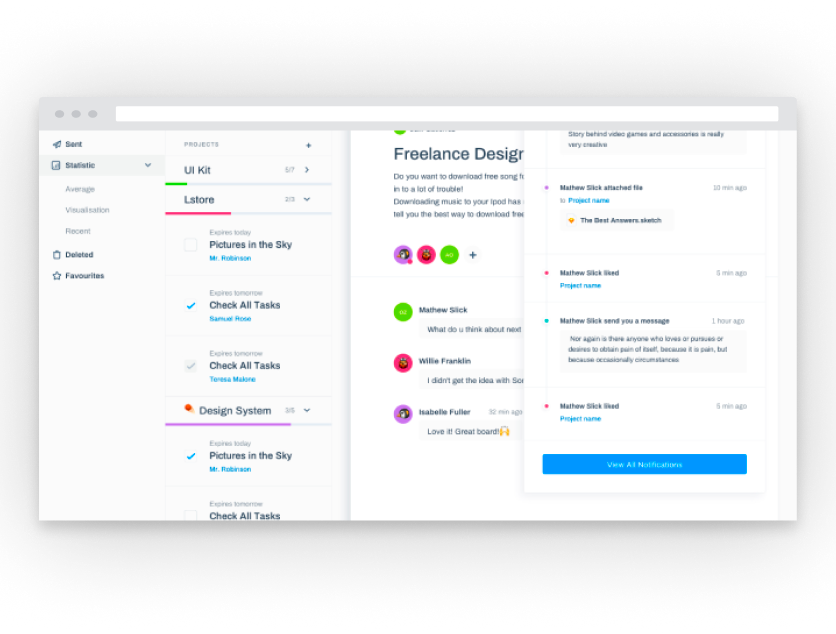 Sent
Statistic
Average
Visualisation
Recent
Deleted
Favourites
PROJECTS +
UI Kit 5/7
Lstore 2/3
Expires today
Pictures in the Sky
Mr. Robinson
Expires tomorrow
Check All Tasks
Samuel Rose
Expires tomorrow
Check All Tasks
Teresa Malone
Design System 3/5
Expires today
Pictures in the Sky
Mr. Robinson
Expires tomorrow
Check All Tasks
Freelance Design
Do you want to download free song fo
in to a lot of trouble!
Downloading music to your Ipod has
tell you the best way to download free
+
Mathew Slick
What do u think about next
Willie Franklin
I didn't get the idea with So
Isabelle Fuller 32 min ago
Love it! Great board!🙌
Story behind video games and accessories is really
very creative
Mathew Slick attached file 10 min ago
to Project name
The Best Answers.sketch
Mathew Slick liked 5 min ago
Project name
Mathew Slick send you a message 1 hour ago
Nor again is there anyone who loves or pursues or
desires to obtain pain of itself, because it is pain, but
because occasionally circumstances
Mathew Slick liked 5 min ago
Project name
View All Notifications